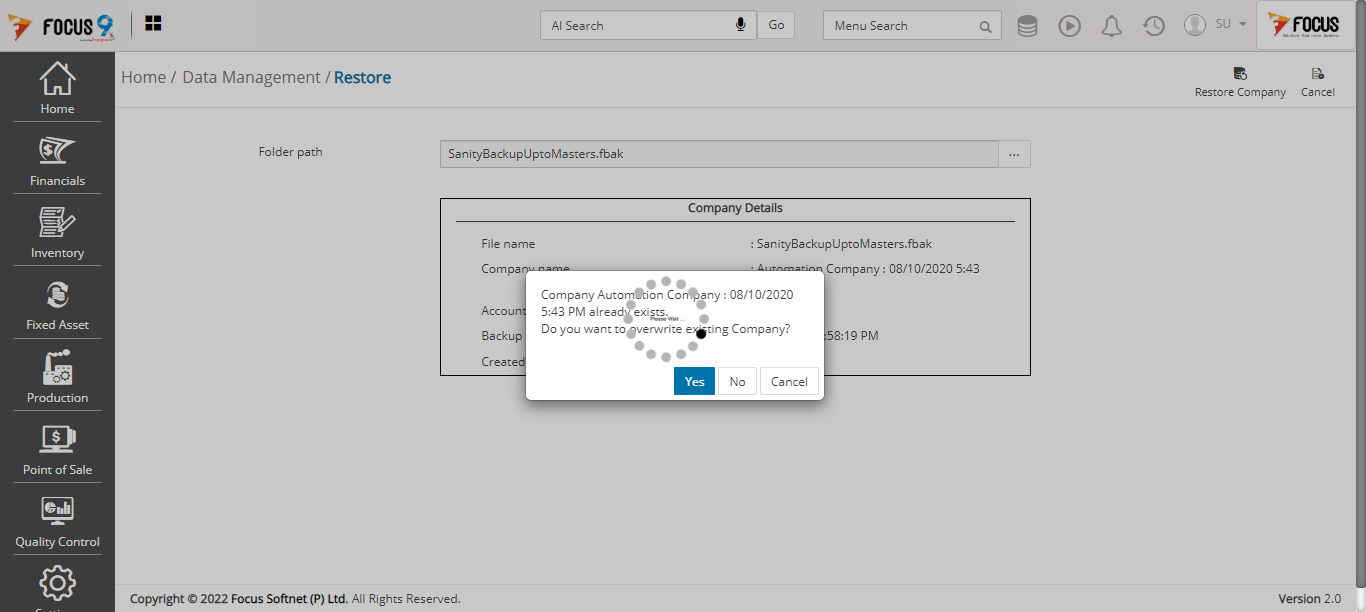 FOCUS 9
AI Search
Go
Menu Search
SU
FOCUS
Home / Data Management / Restore
Restore Company
Cancel
Home
Financials
Inventory
Fixed Asset
Production
Point of Sale
Quality Control
Folder path
SanityBackupUptoMasters.fbak
...
Company Details
File name : SanityBackupUptoMasters.fbak
Company name : Automation Company : 08/10/2020 5:43
Account
Backup :58:19 PM
Created
Company Automation Company : 08/10/2020
5:43 PM already exists.
Do you want to overwrite existing Company?
Please Wait ...
Yes
No
Cancel
Copyright © 2022 Focus Softnet (P) Ltd. All Rights Reserved.
Version 2.0